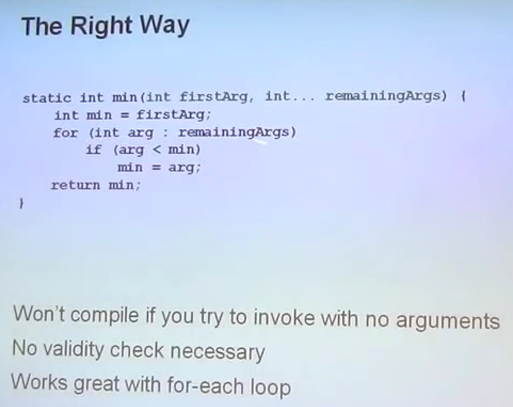 The Right Way
static int min(int firstArg, int... remainingArgs) {
int min = firstArg;
for (int arg : remainingArgs)
if (arg < min)
min = arg;
return min;
}
Won't compile if you try to invoke with no arguments
No validity check necessary
Works great with for-each loop